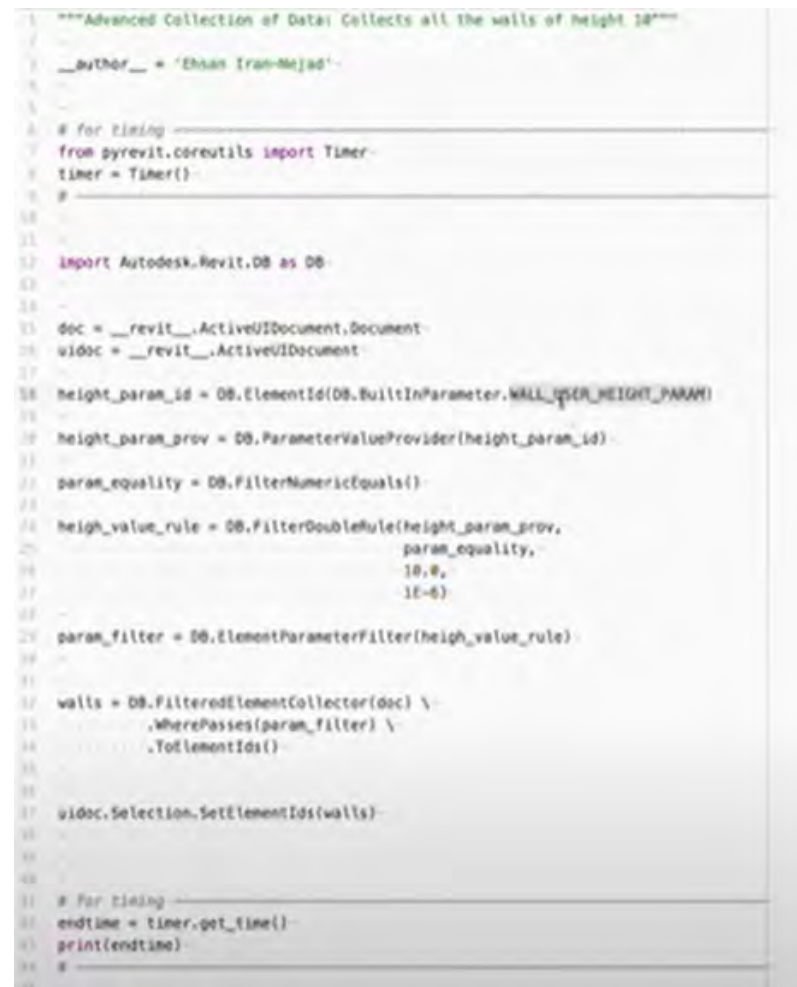 """Advanced Collection of Data: Collects all the walls of height 10"""
__author__ = 'Ehsan Iran-Nejad'
# for timing
from pyrevit.coreutils import Timer
timer = Timer()
#
import Autodesk.Revit.DB as DB
doc = __revit__.ActiveUIDocument.Document
uidoc = __revit__.ActiveUIDocument
18 height_param_id = DB.ElementId(DB.BuiltInParameter.WALL_USER_HEIGHT_PARAM)
height_param_prov = DB.ParameterValueProvider(height_param_id)
param_equality = DB.FilterNumericEquals()
heigh_value_rule = DB.FilterDoubleRule(height_param_prov,
param_equality,
10.0,
1E-6)
param_filter = DB.ElementParameterFilter(heigh_value_rule)
walls = DB.FilteredElementCollector(doc) \
.WherePasses(param_filter) \
.ToElementIds()
uidoc.Selection.SetElementIds(walls)
# for timing
endtime = timer.get_time()
print(endtime)
#